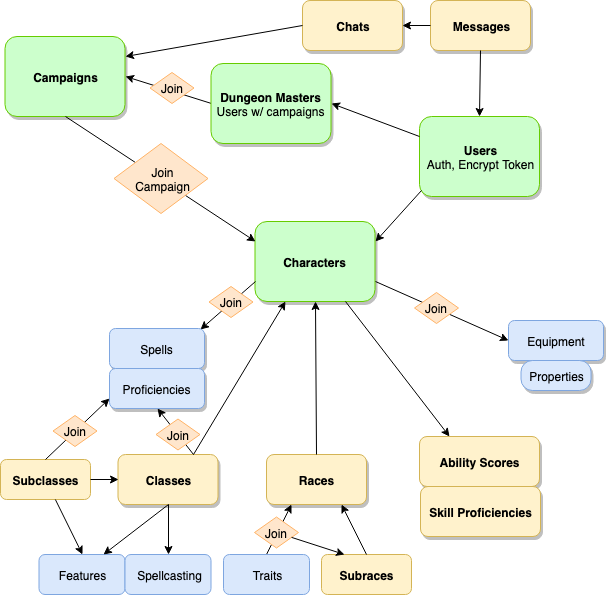 Chats
Messages
Campaigns
Join
Dungeon Masters
Users w/ campaigns
Users
Auth, Encrypt Token
Join
Campaign
Characters
Join
Join
Spells
Equipment
Proficiencies
Properties
Join
Join
Subclasses
Classes
Races
Ability Scores
Skill Proficiencies
Join
Features
Spellcasting
Traits
Subraces